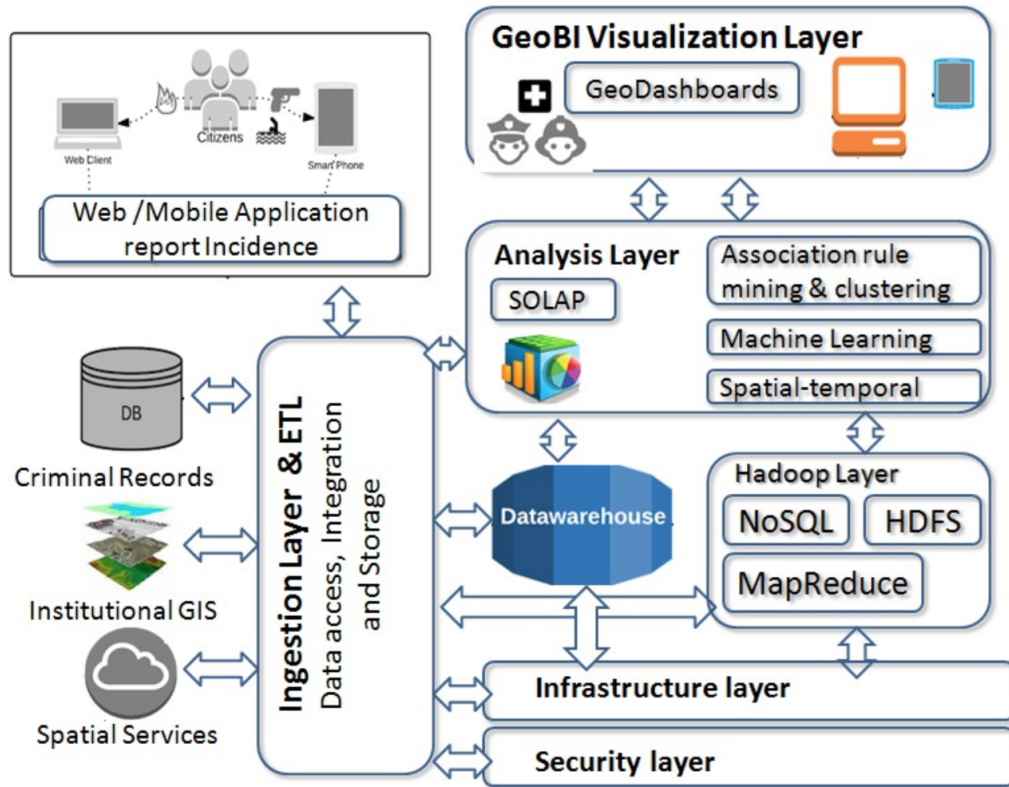 GeoBI Visualization Layer
GeoDashboards
Citizens
Web Client
Smart Phone
Web /Mobile Application
report Incidence
Analysis Layer
SOLAP
Association rule
mining & clustering
Machine Learning
Spatial-temporal
DB
Criminal Records
Institutional GIS
Spatial Services
Ingestion Layer & ETL
Data access, Integration
and Storage
Datawarehouse
Hadoop Layer
NoSQL
HDFS
MapReduce
Infrastructure layer
Security layer